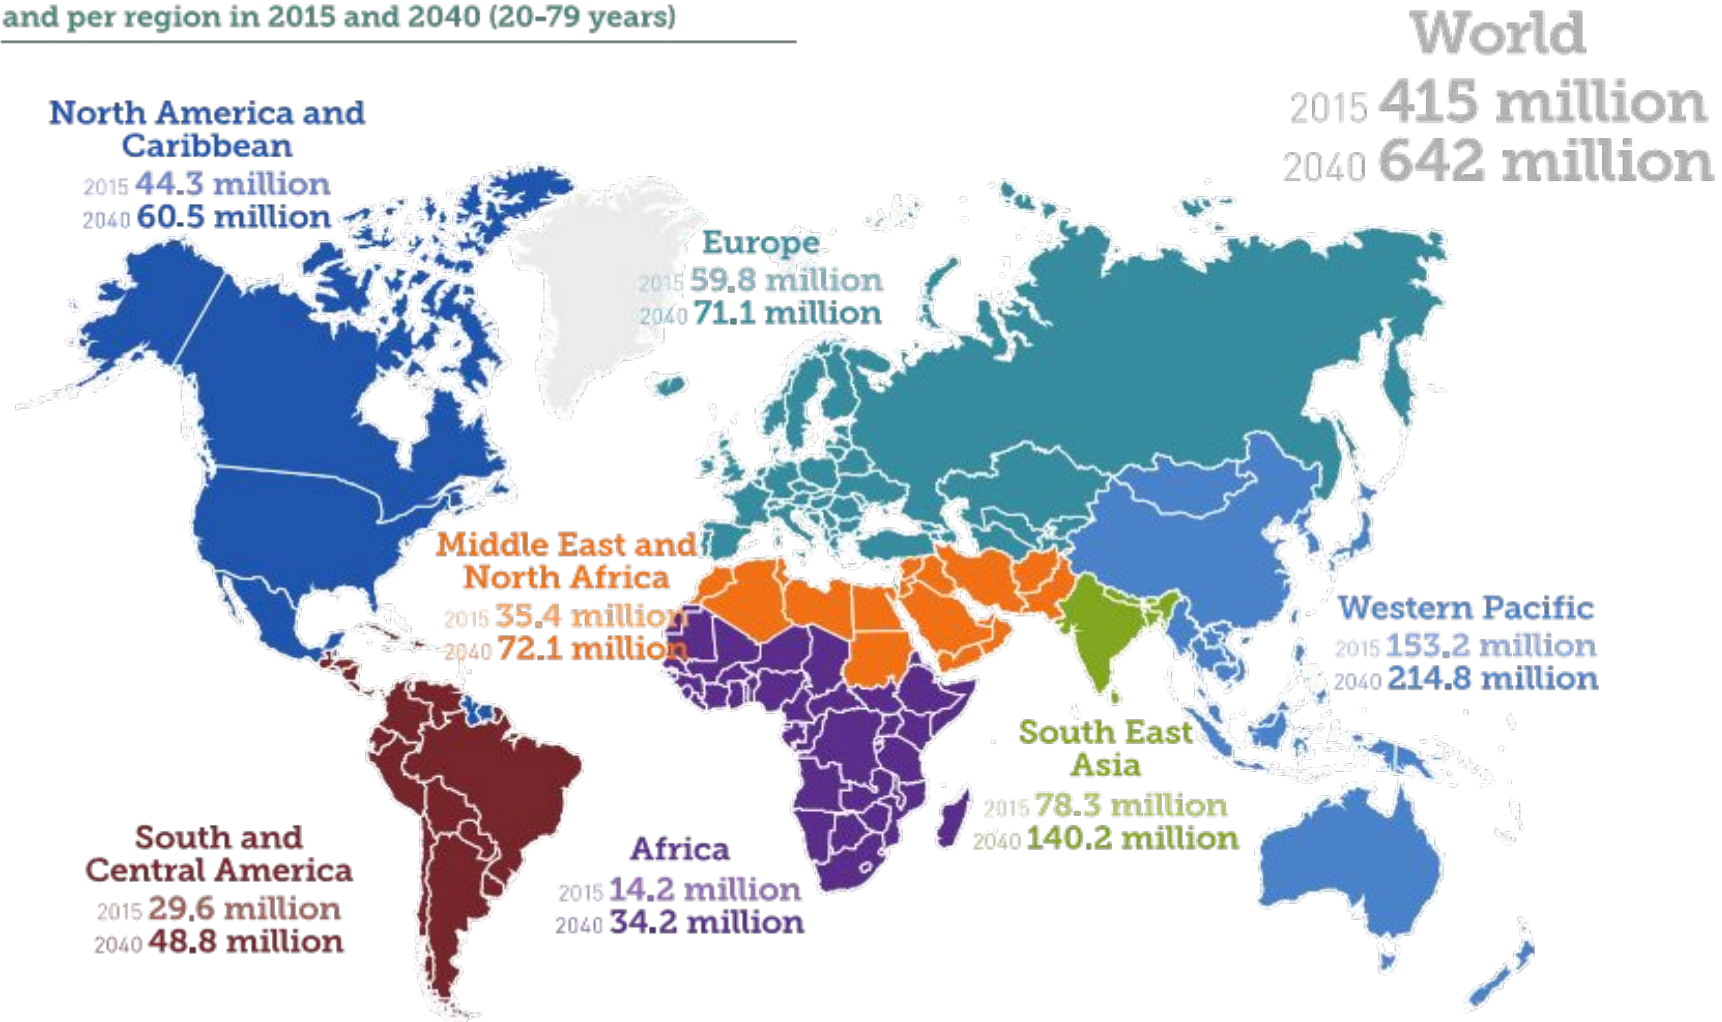 and per region in 2015 and 2040 (20-79 years)
World
2015 415 million
2040 642 million
North America and
Caribbean
2015 44.3 million
2040 60.5 million
Europe
2015 59.8 million
2040 71.1 million
Middle East and
North Africa
2015 35.4 million
2040 72.1 million
Western Pacific
2015 153.2 million
2040 214.8 million
South East
Asia
2015 78.3 million
2040 140.2 million
South and
Central America
2015 29.6 million
2040 48.8 million
Africa
2015 14.2 million
2040 34.2 million